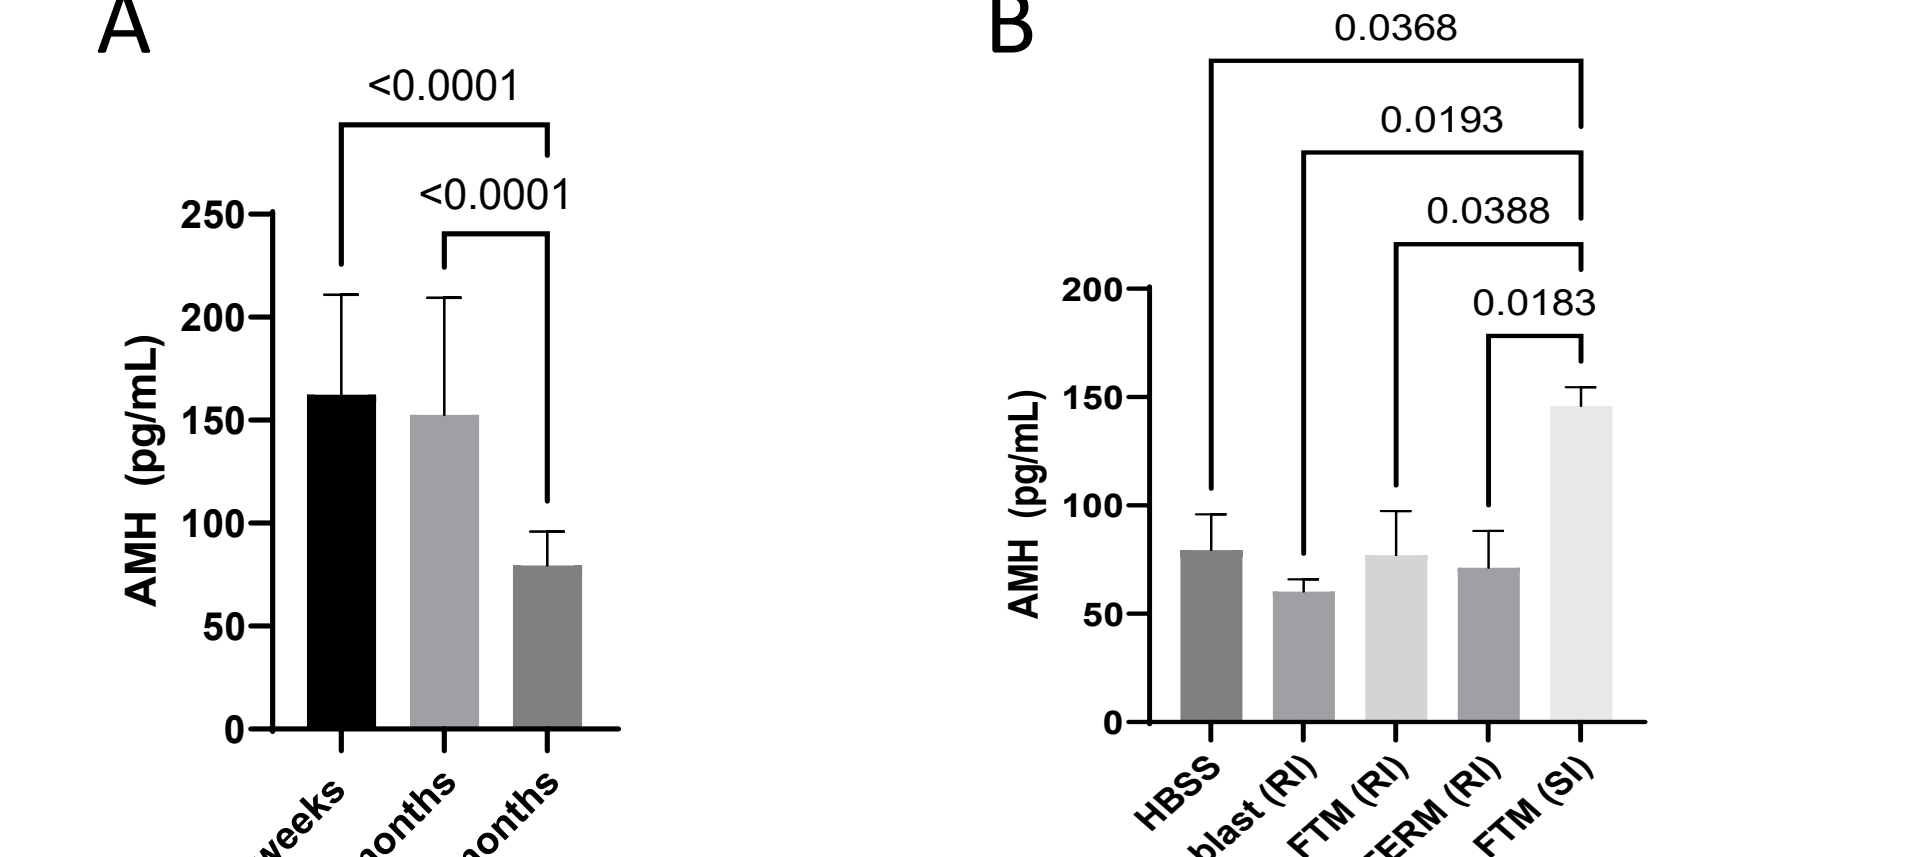 A
<0.0001
<0.0001
250
200
150
100
50
0
AMH (pg/mL)
weeks
months
months
B
0.0368
0.0193
0.0388
0.0183
200
150
100
50
0
AMH (pg/mL)
HBSS
blast (RI)
FTM (RI)
TERM (RI)
FTM (SI)